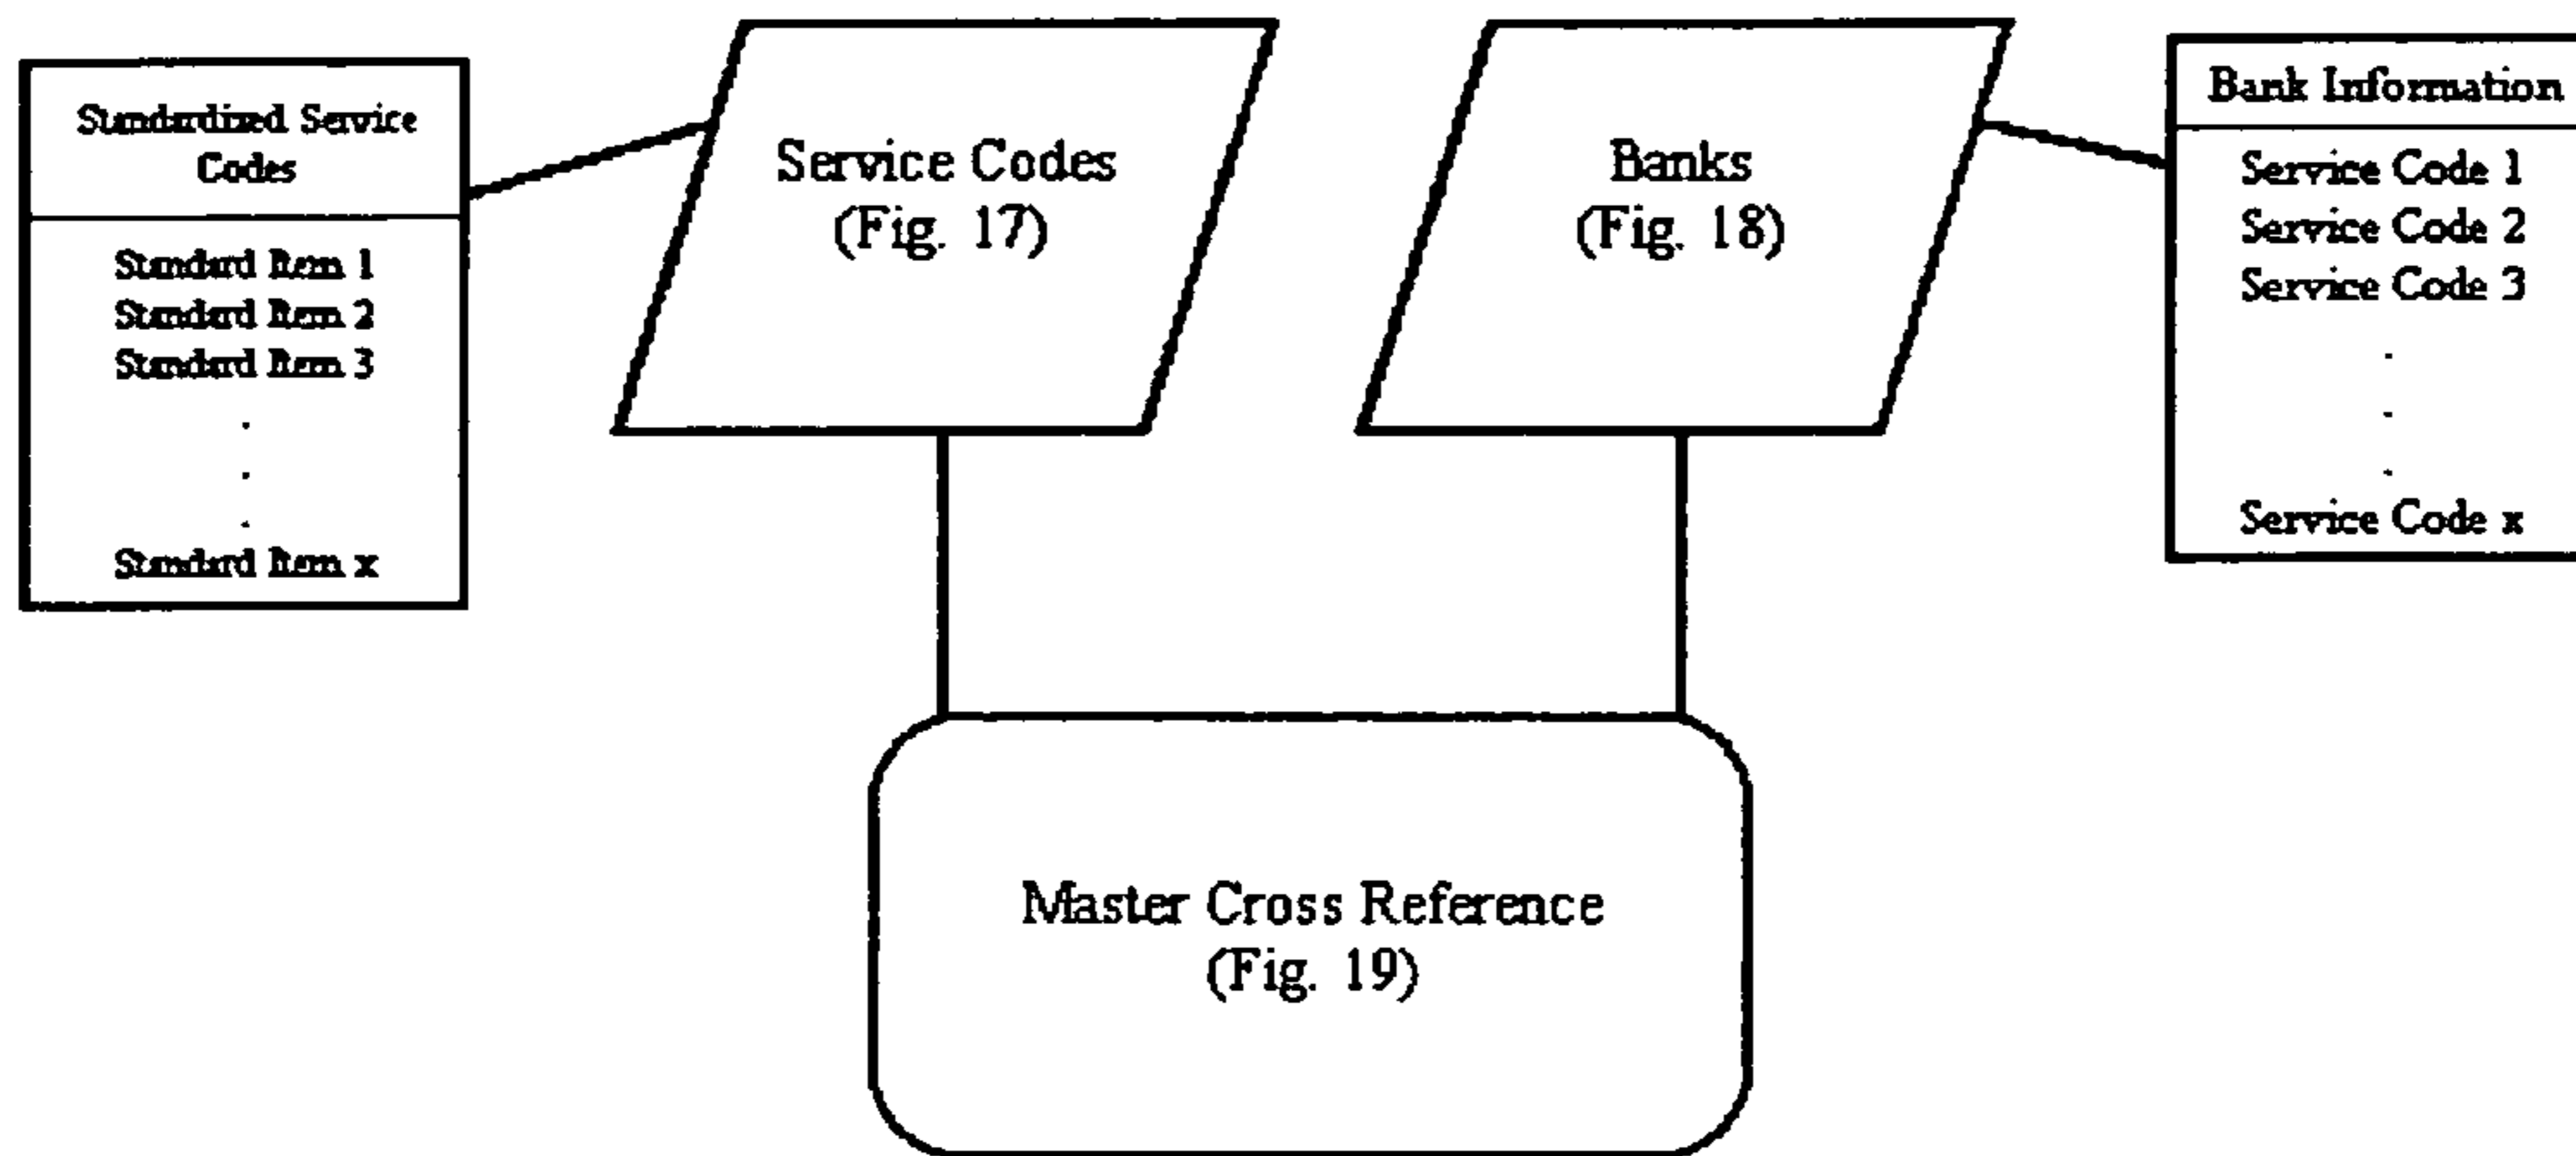 Standardized Service
Codes
Standard Item 1
Standard Item 2
Standard Item 3
.
.
.
Standard Item x
Service Codes
(Fig. 17)
Banks
(Fig. 18)
Bank Information
Service Code 1
Service Code 2
Service Code 3
.
.
.
Service Code x
Master Cross Reference
(Fig. 19)